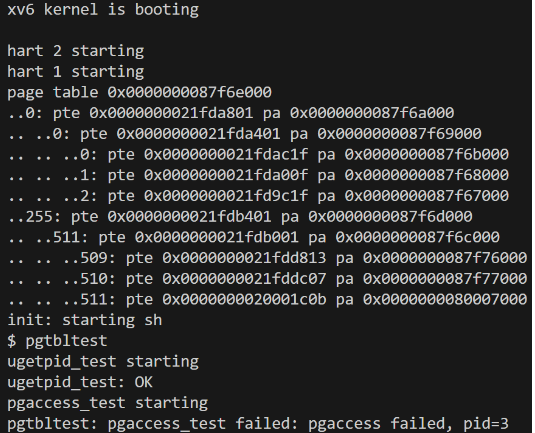 xv6 kernel is booting
hart 2 starting
hart 1 starting
page table 0x0000000087f6e000
..0: pte 0x0000000021fda801 pa 0x0000000087f6a000
.. ..0: pte 0x0000000021fda401 pa 0x0000000087f69000
.. .. ..0: pte 0x0000000021fdac1f pa 0x0000000087f6b000
.. .. ..1: pte 0x0000000021fda00f pa 0x0000000087f68000
.. .. ..2: pte 0x0000000021fd9c1f pa 0x0000000087f67000
..255: pte 0x0000000021fdb401 pa 0x0000000087f6d000
.. ..511: pte 0x0000000021fdb001 pa 0x0000000087f6c000
.. .. ..509: pte 0x0000000021fdd813 pa 0x0000000087f76000
.. .. ..510: pte 0x0000000021fddc07 pa 0x0000000087f77000
.. .. ..511: pte 0x0000000020001c0b pa 0x0000000080007000
init: starting sh
$ pgtbltest
ugetpid_test starting
ugetpid_test: OK
pgaccess_test starting
pgtbltest: pgaccess_test failed: pgaccess failed, pid=3